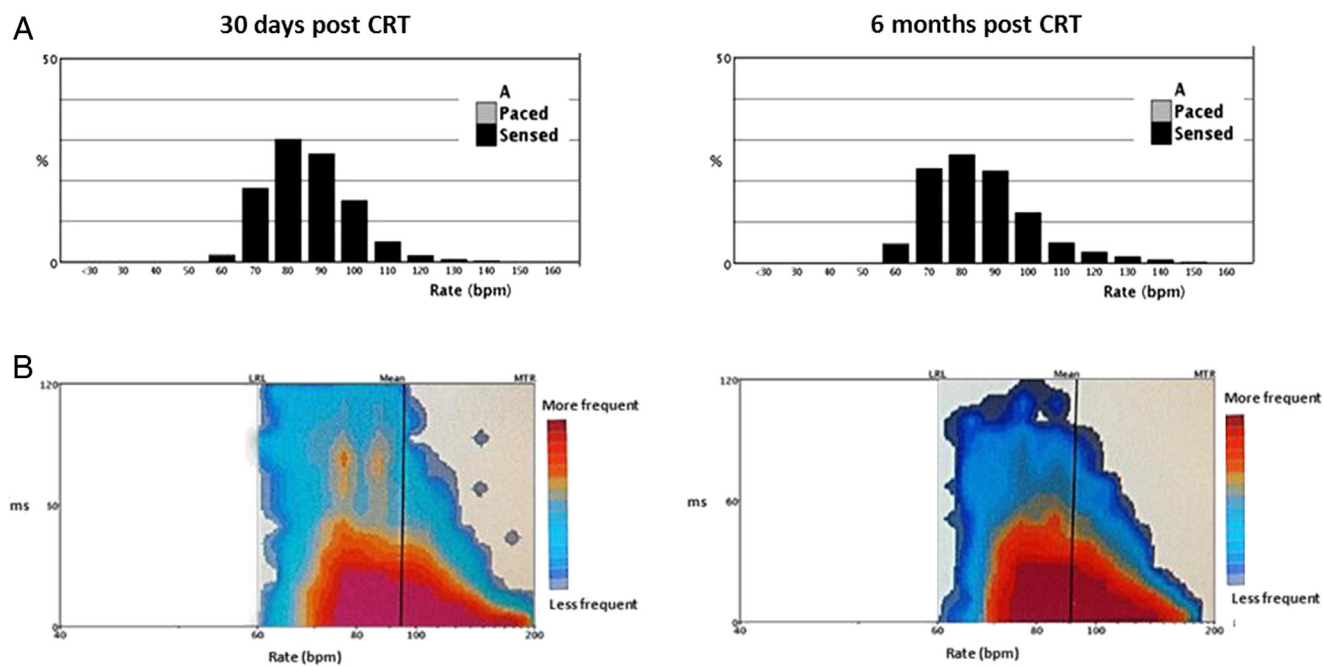 A
30 days post CRT
50
A
Paced
Sensed
%
0
<30 30 40 50 60 70 80 90 100 110 120 130 140 150 160
Rate (bpm)
6 months post CRT
50
A
Paced
Sensed
%
0
<30 30 40 50 60 70 80 90 100 110 120 130 140 150 160
Rate (bpm)
B
LRL Mean MTR
120
More frequent
ms
50
Less frequent
0
40 60 80 100 200
Rate (bpm)
LRL Mean MTR
120
More frequent
60
Less frequent
0
40 60 80 100 200
Rate (bpm)